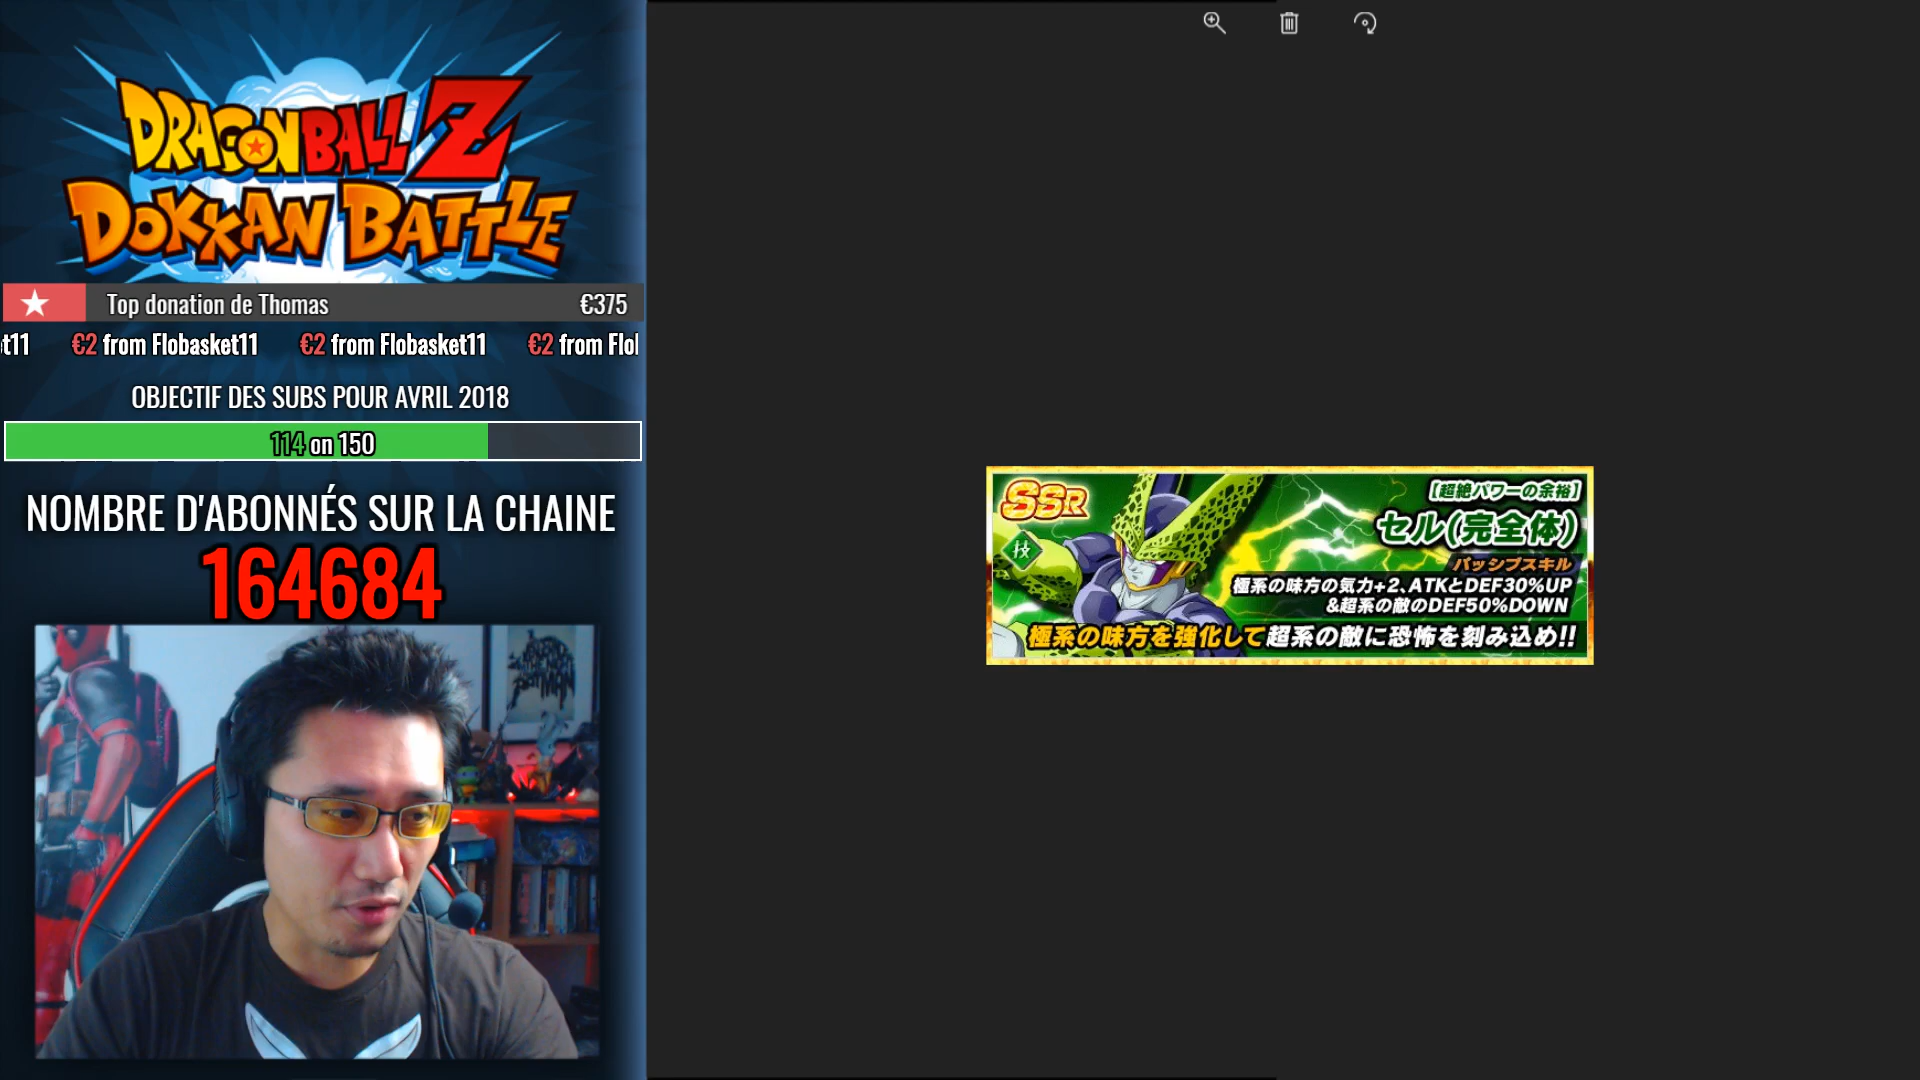 DRAGONBALL Z
DOKKAN BATTLE
Top donation de Thomas €375
t11 €2 from Flobasket11 €2 from Flobasket11 €2 from Flo
OBJECTIF DES SUBS POUR AVRIL 2018
114 on 150
NOMBRE D'ABONNÉS SUR LA CHAINE
164684
BATMAN
SSR
技
【超絶パワーの余裕】
セル(完全体)
パッシブスキル
極系の味方の気力+2、ATKとDEF30%UP
&超系の敵のDEF50%DOWN
極系の味方を強化して超系の敵に恐怖を刻み込め!!